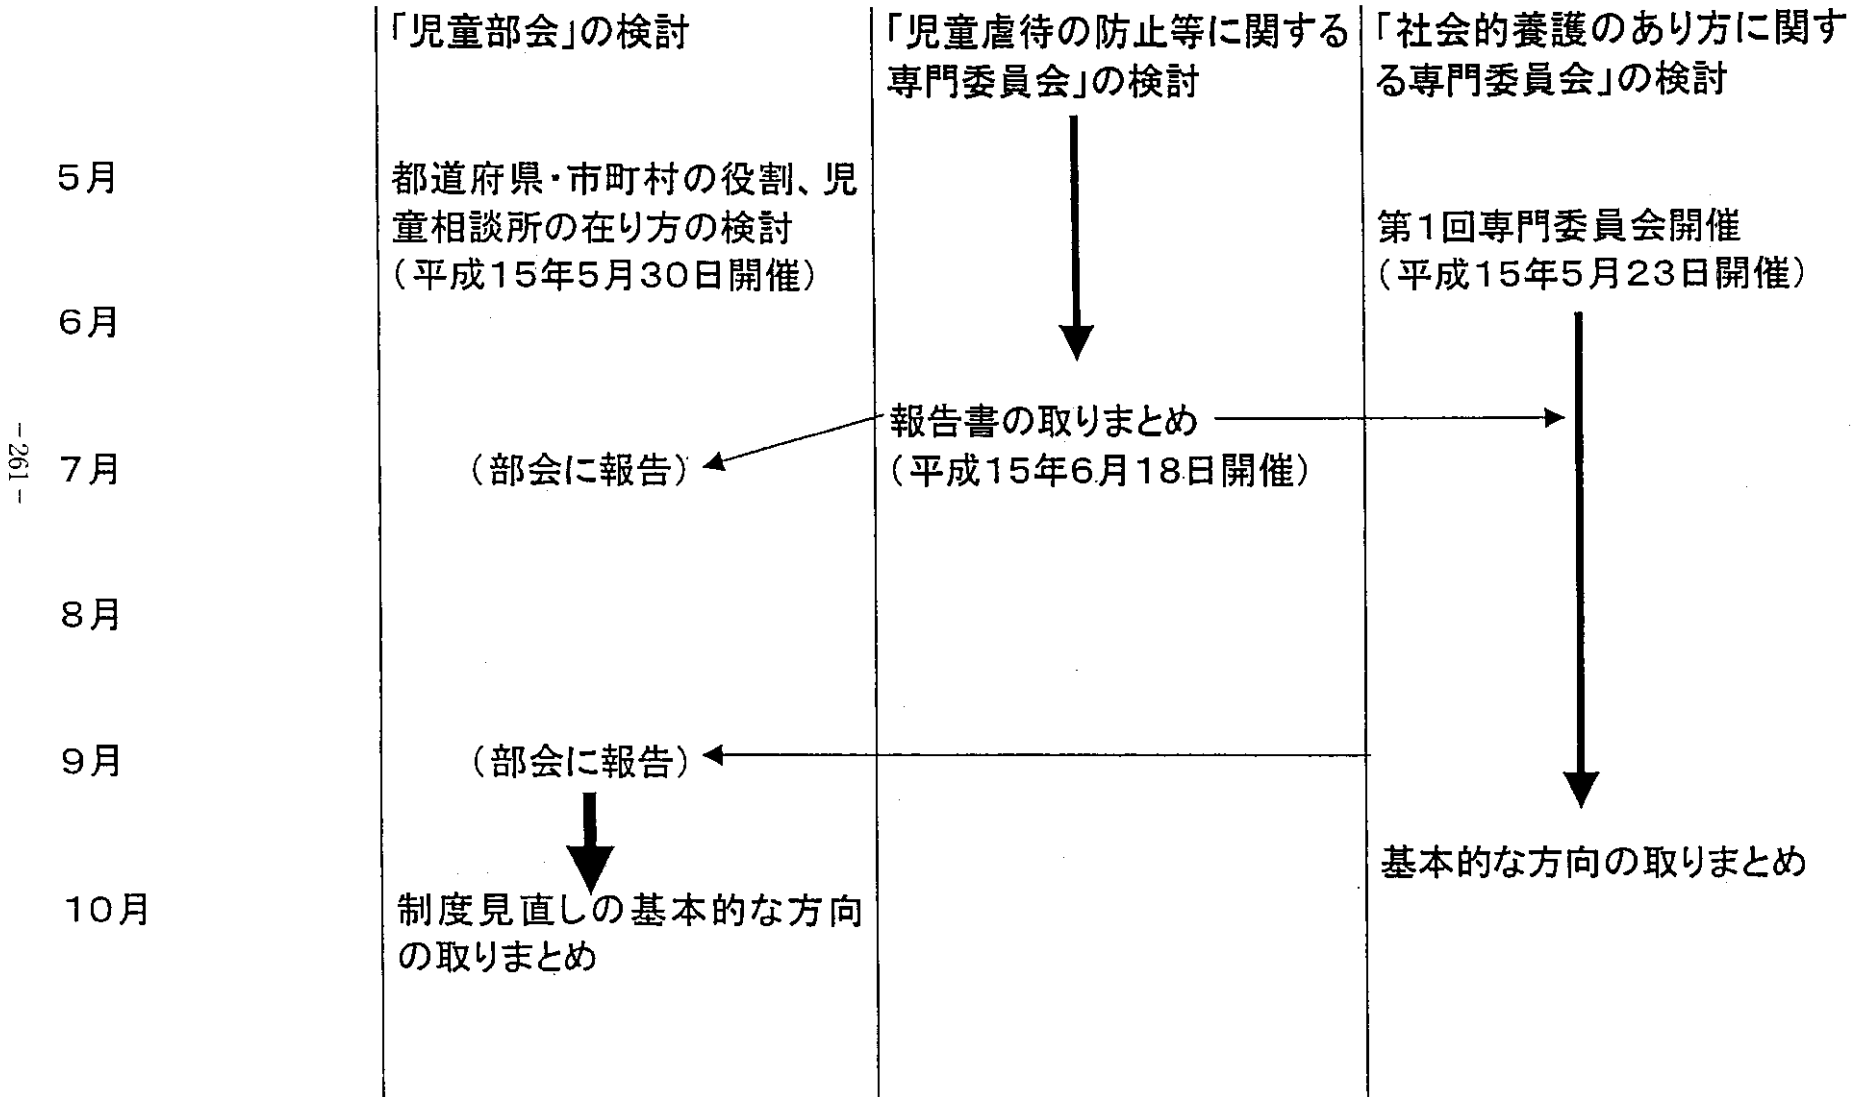 「児童部会」の検討
「児童虐待の防止等に関する
専門委員会」の検討
「社会的養護のあり方に関す
る専門委員会」の検討
5月
都道府県・市町村の役割、児
童相談所の在り方の検討
（平成15年5月30日開催）
第1回専門委員会開催
（平成15年5月23日開催）
6月
報告書の取りまとめ
（平成15年6月18日開催）
7月
（部会に報告）
8月
9月
（部会に報告）
基本的な方向の取りまとめ
10月
制度見直しの基本的な方向
の取りまとめ
-261-